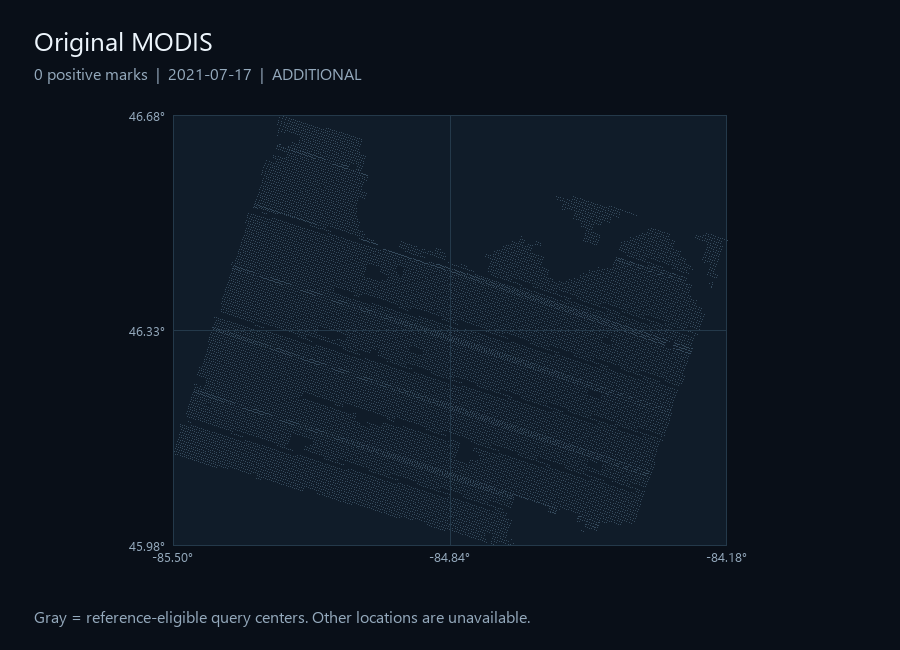 Original MODIS
0 positive marks | 2021-07-17 | ADDITIONAL
46.68°
46.33°
45.98°
-85.50°
-84.84°
-84.18°
Gray = reference-eligible query centers. Other locations are unavailable.